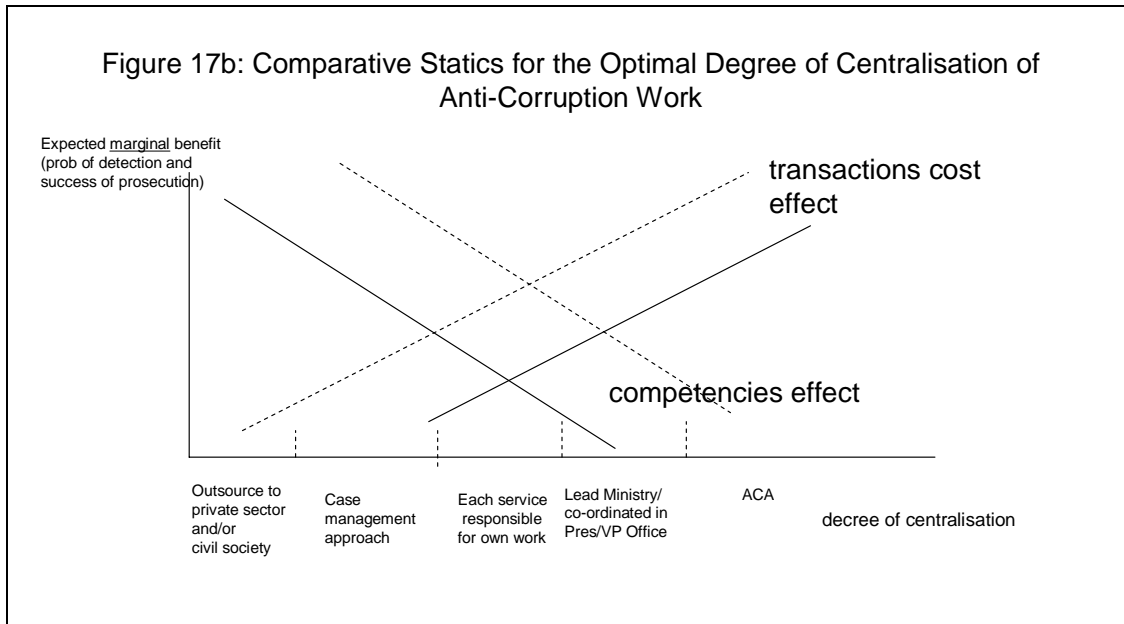 Figure 17b: Comparative Statics for the Optimal Degree of Centralisation of
Anti-Corruption Work
Expected marginal benefit
(prob of detection and
success of prosecution)
transactions cost
effect
competencies effect
Outsource to
private sector
and/or
civil society
Case
management
approach
Each service
responsible
for own work
Lead Ministry/
co-ordinated in
Pres/VP Office
ACA
degree of centralisation